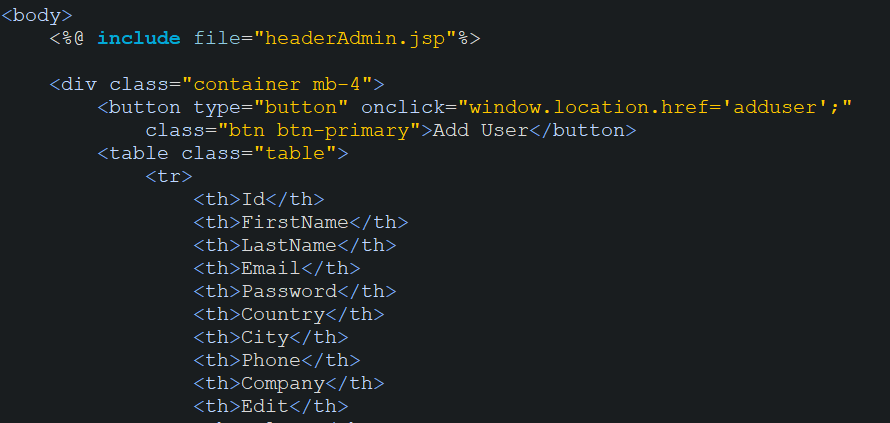 <body>
<%@ include file="headerAdmin.jsp"%>
<div class="container mb-4">
<button type="button" onclick="window.location.href='adduser';"
class="btn btn-primary">Add User</button>
<table class="table">
<tr>
<th>Id</th>
<th>FirstName</th>
<th>LastName</th>
<th>Email</th>
<th>Password</th>
<th>Country</th>
<th>City</th>
<th>Phone</th>
<th>Company</th>
<th>Edit</th>